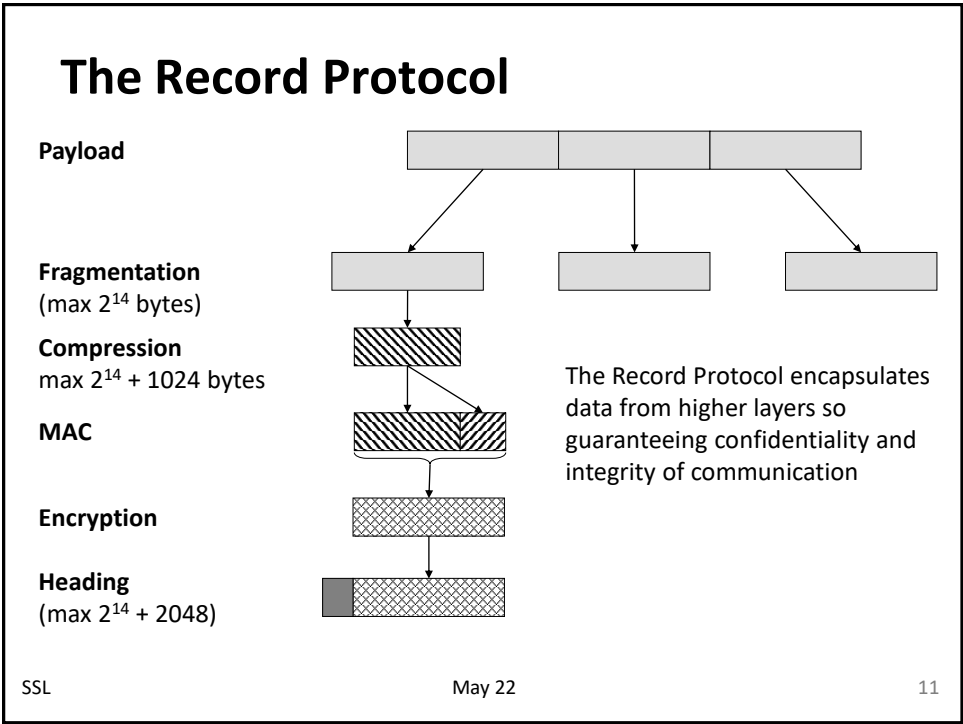 The Record Protocol
Payload
Fragmentation
(max 2¹⁴ bytes)
Compression
max 2¹⁴ + 1024 bytes
MAC
The Record Protocol encapsulates
data from higher layers so
guaranteeing confidentiality and
integrity of communication
Encryption
Heading
(max 2¹⁴ + 2048)
SSL
May 22
11